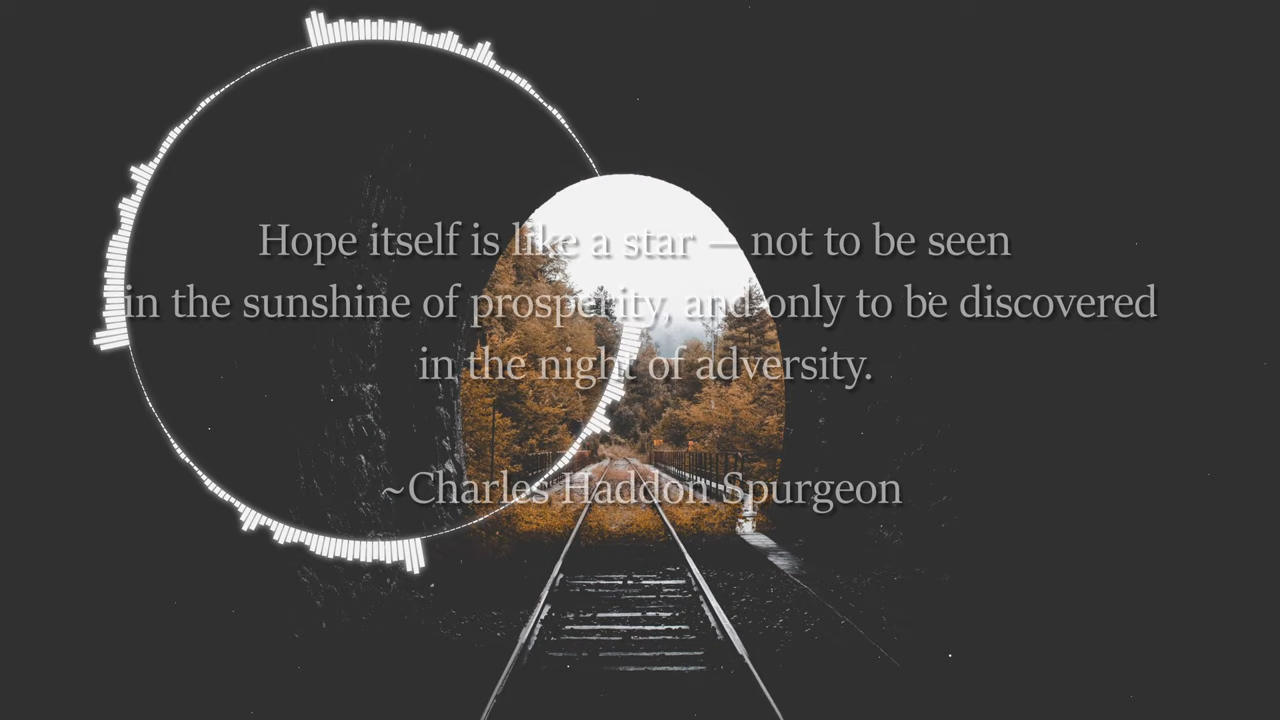 Hope itself is like a star — not to be seen
in the sunshine of prosperity, and only to be discovered
in the night of adversity.
~Charles Haddon Spurgeon